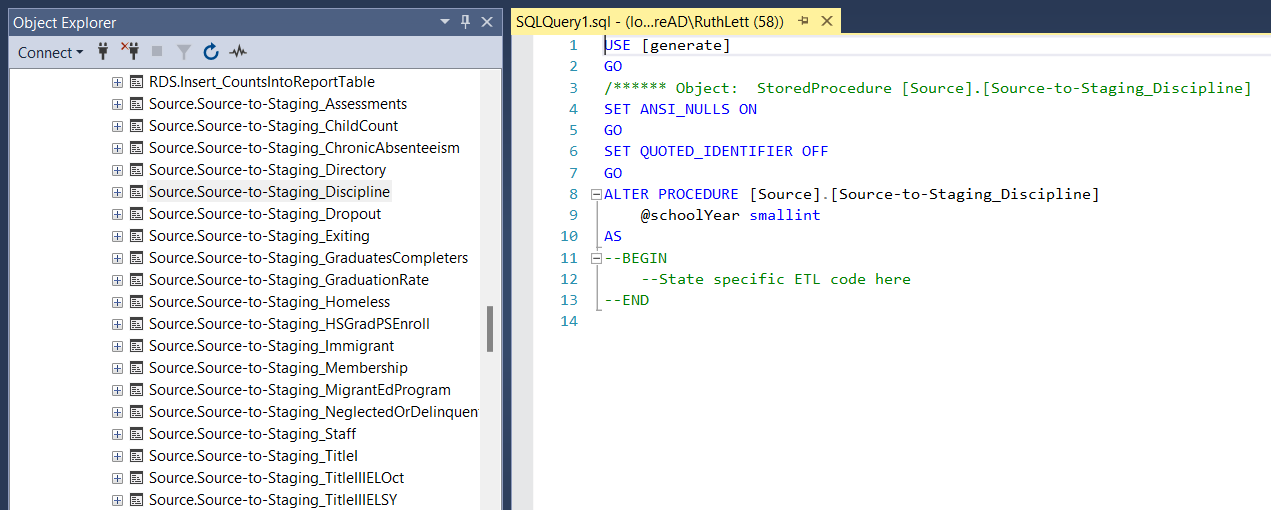 Object Explorer
Connect
RDS.Insert_CountsIntoReportTable
Source.Source-to-Staging_Assessments
Source.Source-to-Staging_ChildCount
Source.Source-to-Staging_ChronicAbsenteeism
Source.Source-to-Staging_Directory
Source.Source-to-Staging_Discipline
Source.Source-to-Staging_Dropout
Source.Source-to-Staging_Exiting
Source.Source-to-Staging_GraduatesCompleters
Source.Source-to-Staging_GraduationRate
Source.Source-to-Staging_Homeless
Source.Source-to-Staging_HSGradPSEnroll
Source.Source-to-Staging_Immigrant
Source.Source-to-Staging_Membership
Source.Source-to-Staging_MigrantEdProgram
Source.Source-to-Staging_NeglectedOrDelinquen
Source.Source-to-Staging_Staff
Source.Source-to-Staging_TitleI
Source.Source-to-Staging_TitleIIIELOct
Source.Source-to-Staging_TitleIIIELSY
SQLQuery1.sql - (lo...reAD\RuthLett (58))
1 USE [generate]
2 GO
3 /****** Object:  StoredProcedure [Source].[Source-to-Staging_Discipline]
4 SET ANSI_NULLS ON
5 GO
6 SET QUOTED_IDENTIFIER OFF
7 GO
8 ALTER PROCEDURE [Source].[Source-to-Staging_Discipline]
9 @schoolYear smallint
10 AS
11 --BEGIN
12 --State specific ETL code here
13 --END
14